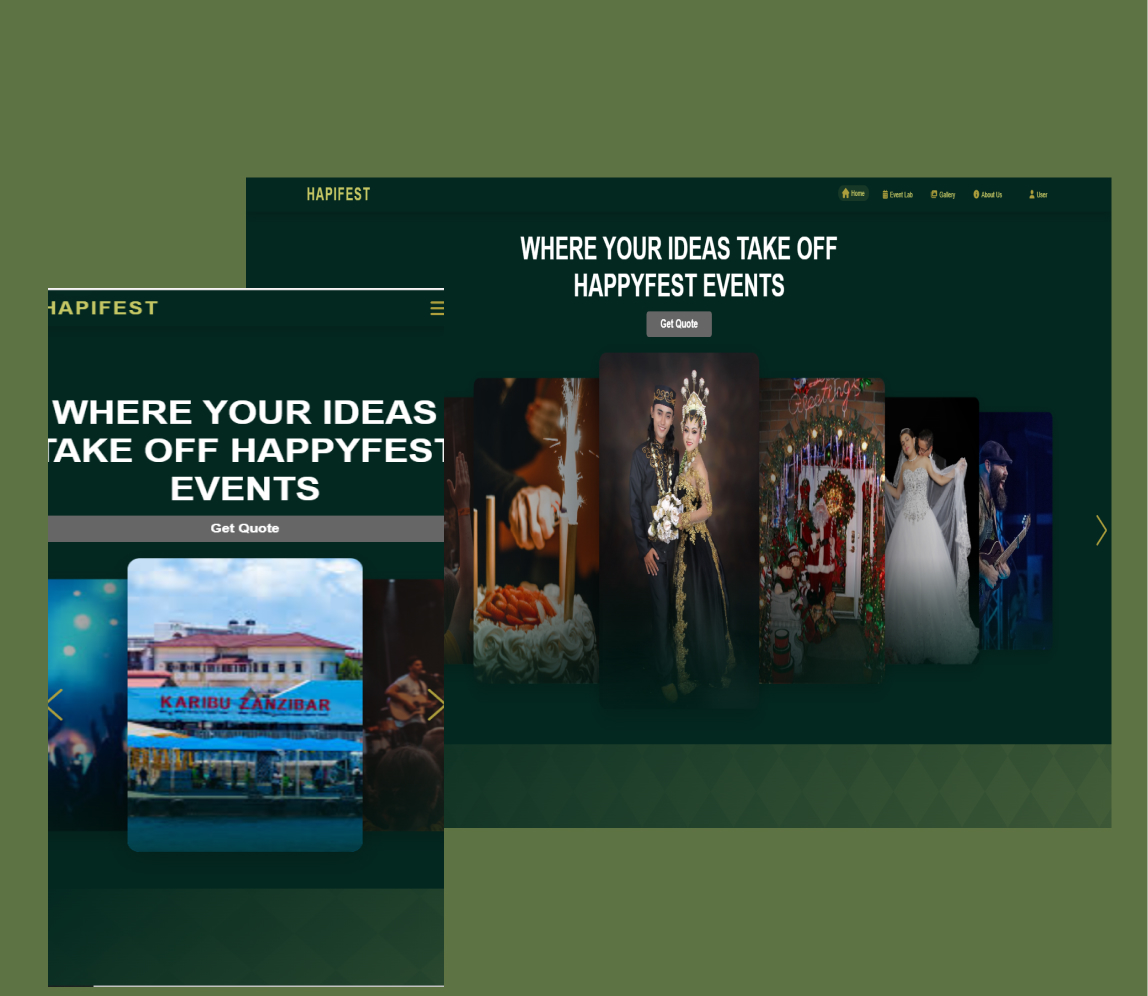 HAPIFEST
Home
Event Lab
Gallery
About Us
User
WHERE YOUR IDEAS TAKE OFF
HAPPYFEST EVENTS
Get Quote
Greetings
HAPIFEST
WHERE YOUR IDEAS
TAKE OFF HAPPYFEST
EVENTS
Get Quote
KARIBU ZANZIBAR